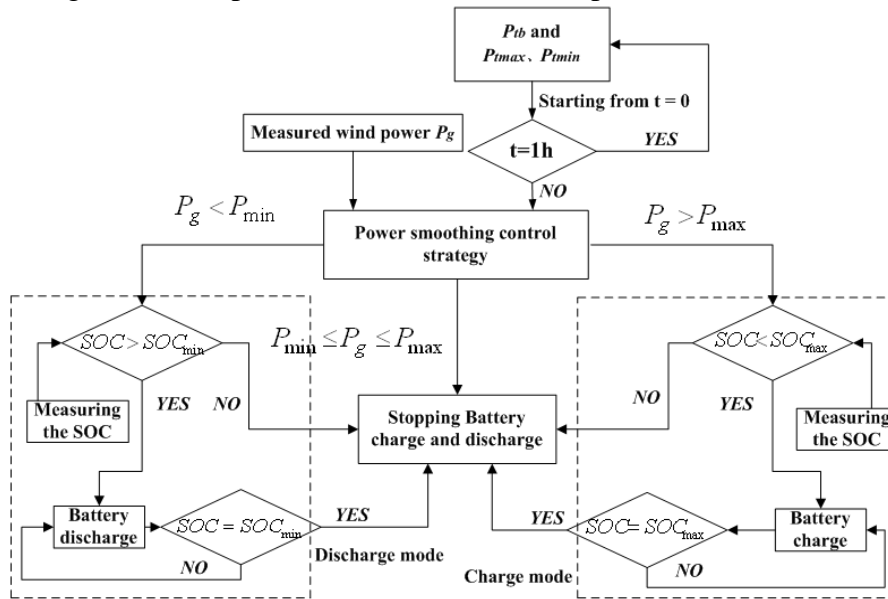 Ptb and
Ptmax、Ptmin
Starting from t = 0
Measured wind power Pg
t=1h
YES
NO
Pg < Pmin
Power smoothing control
strategy
Pg > Pmax
SOC > SOCmin
Pmin ≤ Pg ≤ Pmax
SOC < SOCmax
Measuring
the SOC
YES
NO
Stopping Battery
charge and discharge
NO
YES
Measuring
the SOC
Battery
discharge
SOC = SOCmin
YES
NO
Discharge mode
YES
SOC = SOCmax
Battery
charge
NO
Charge mode